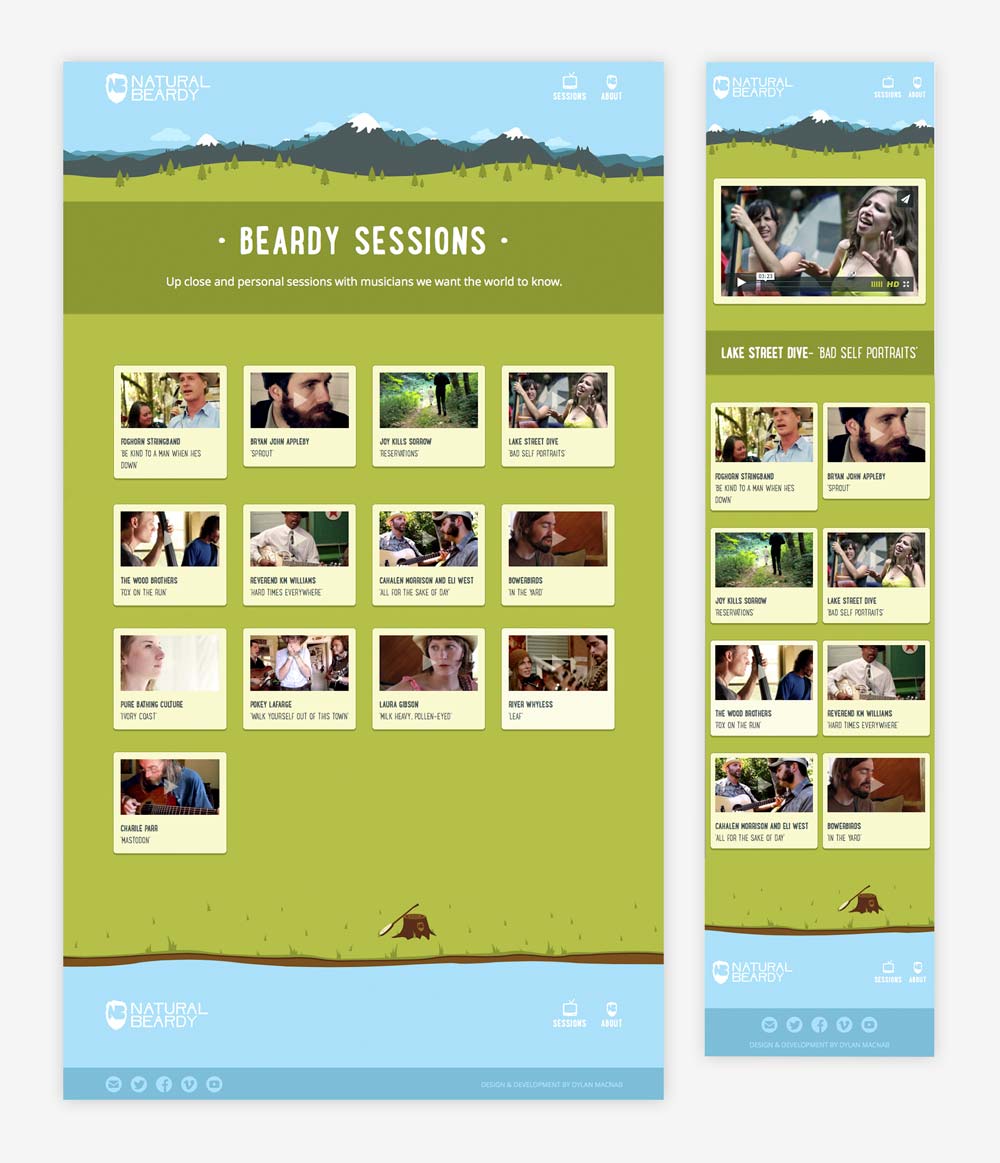 NATURAL
BEARDY
SESSIONS
ABOUT
· BEARDY SESSIONS ·
Up close and personal sessions with musicians we want the world to know.
FOGHORN STRINGBAND
'BE KIND TO A MAN WHEN HE'S
DOWN'
BRYAN JOHN APPLEBY
'SPROUT'
JOY KILLS SORROW
'RESERVATIONS'
LAKE STREET DIVE
'BAD SELF PORTRAITS'
THE WOOD BROTHERS
'FOX ON THE RUN'
REVEREND KM WILLIAMS
'HARD TIMES EVERYWHERE'
CAHALEN MORRISON AND ELI WEST
'ALL FOR THE SAKE OF DAY'
BOWERBIRDS
'IN THE YARD'
PURE BATHING CULTURE
'IVORY COAST'
POKEY LAFARGE
'WALK YOURSELF OUT OF THIS TOWN'
LAURA GIBSON
'MILK HEAVY, POLLEN-EYED'
RIVER WHYLESS
'LEAF'
CHARILE PARR
'MASTODON'
NATURAL
BEARDY
SESSIONS
ABOUT
DESIGN & DEVELOPMENT BY DYLAN MACNAB
NATURAL
BEARDY
SESSIONS
ABOUT
03:23
HD
LAKE STREET DIVE- 'BAD SELF PORTRAITS'
FOGHORN STRINGBAND
'BE KIND TO A MAN WHEN HE'S
DOWN'
BRYAN JOHN APPLEBY
'SPROUT'
JOY KILLS SORROW
'RESERVATIONS'
LAKE STREET DIVE
'BAD SELF PORTRAITS'
THE WOOD BROTHERS
'FOX ON THE RUN'
REVEREND KM WILLIAMS
'HARD TIMES EVERYWHERE'
CAHALEN MORRISON AND ELI WEST
'ALL FOR THE SAKE OF DAY'
BOWERBIRDS
'IN THE YARD'
NATURAL
BEARDY
SESSIONS
ABOUT
DESIGN & DEVELOPMENT BY DYLAN MACNAB